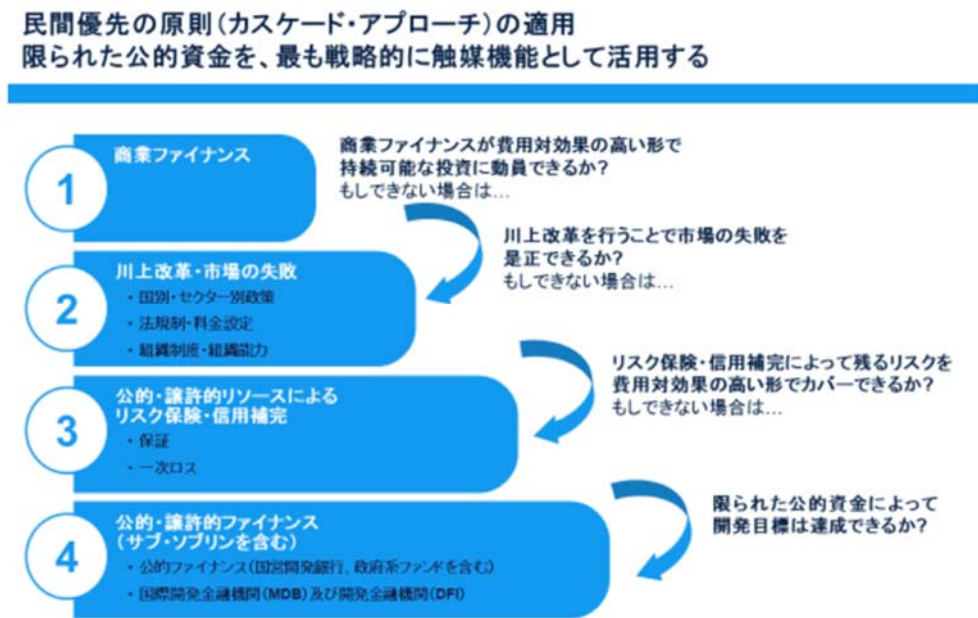 民間優先の原則(カスケード・アプローチ)の適用
限られた公的資金を、最も戦略的に触媒機能として活用する
1
商業ファイナンス
商業ファイナンスが費用対効果の高い形で
持続可能な投資に動員できるか?
もしできない場合は…
2
川上改革・市場の失敗
・国別・セクター別政策
・法規制・料金設定
・組織制度・組織能力
川上改革を行うことで市場の失敗を
是正できるか?
もしできない場合は…
3
公的・譲許的リソースによる
リスク保険・信用補完
・保証
・一次ロス
リスク保険・信用補完によって残るリスクを
費用対効果の高い形でカバーできるか?
もしできない場合は…
4
公的・譲許的ファイナンス
(サブ・ソブリンを含む)
・公的ファイナンス(国営開発銀行、政府系ファンドを含む)
・国際開発金融機関(MDB)及び開発金融機関(DFI)
限られた公的資金によって
開発目標は達成できるか?